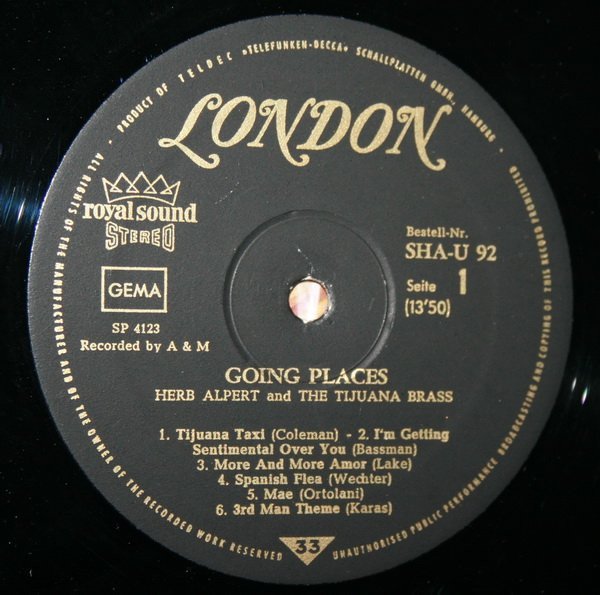 · PRODUCT OF TELDEC »TELEFUNKEN-DECCA« SCHALLPLATTEN GMBH., HAMBURG ·
LONDON
royal sound
STEREO
Bestell-Nr.
SHA-U 92
Seite 1
(13'50)
GEMA
SP 4123
Recorded by A & M
GOING PLACES
HERB ALPERT and THE TIJUANA BRASS
1. Tijuana Taxi (Coleman) - 2. I'm Getting
Sentimental Over You (Bassman)
3. More And More Amor (Lake)
4. Spanish Flea (Wechter)
5. Mae (Ortolani)
6. 3rd Man Theme (Karas)
33
ALL RIGHTS OF THE MANUFACTURER AND OF THE OWNER OF THE RECORDED WORK RESERVED
UNAUTHORISED PUBLIC PERFORMANCE BROADCASTING AND COPYING OF THIS RECORD PROHIBITED